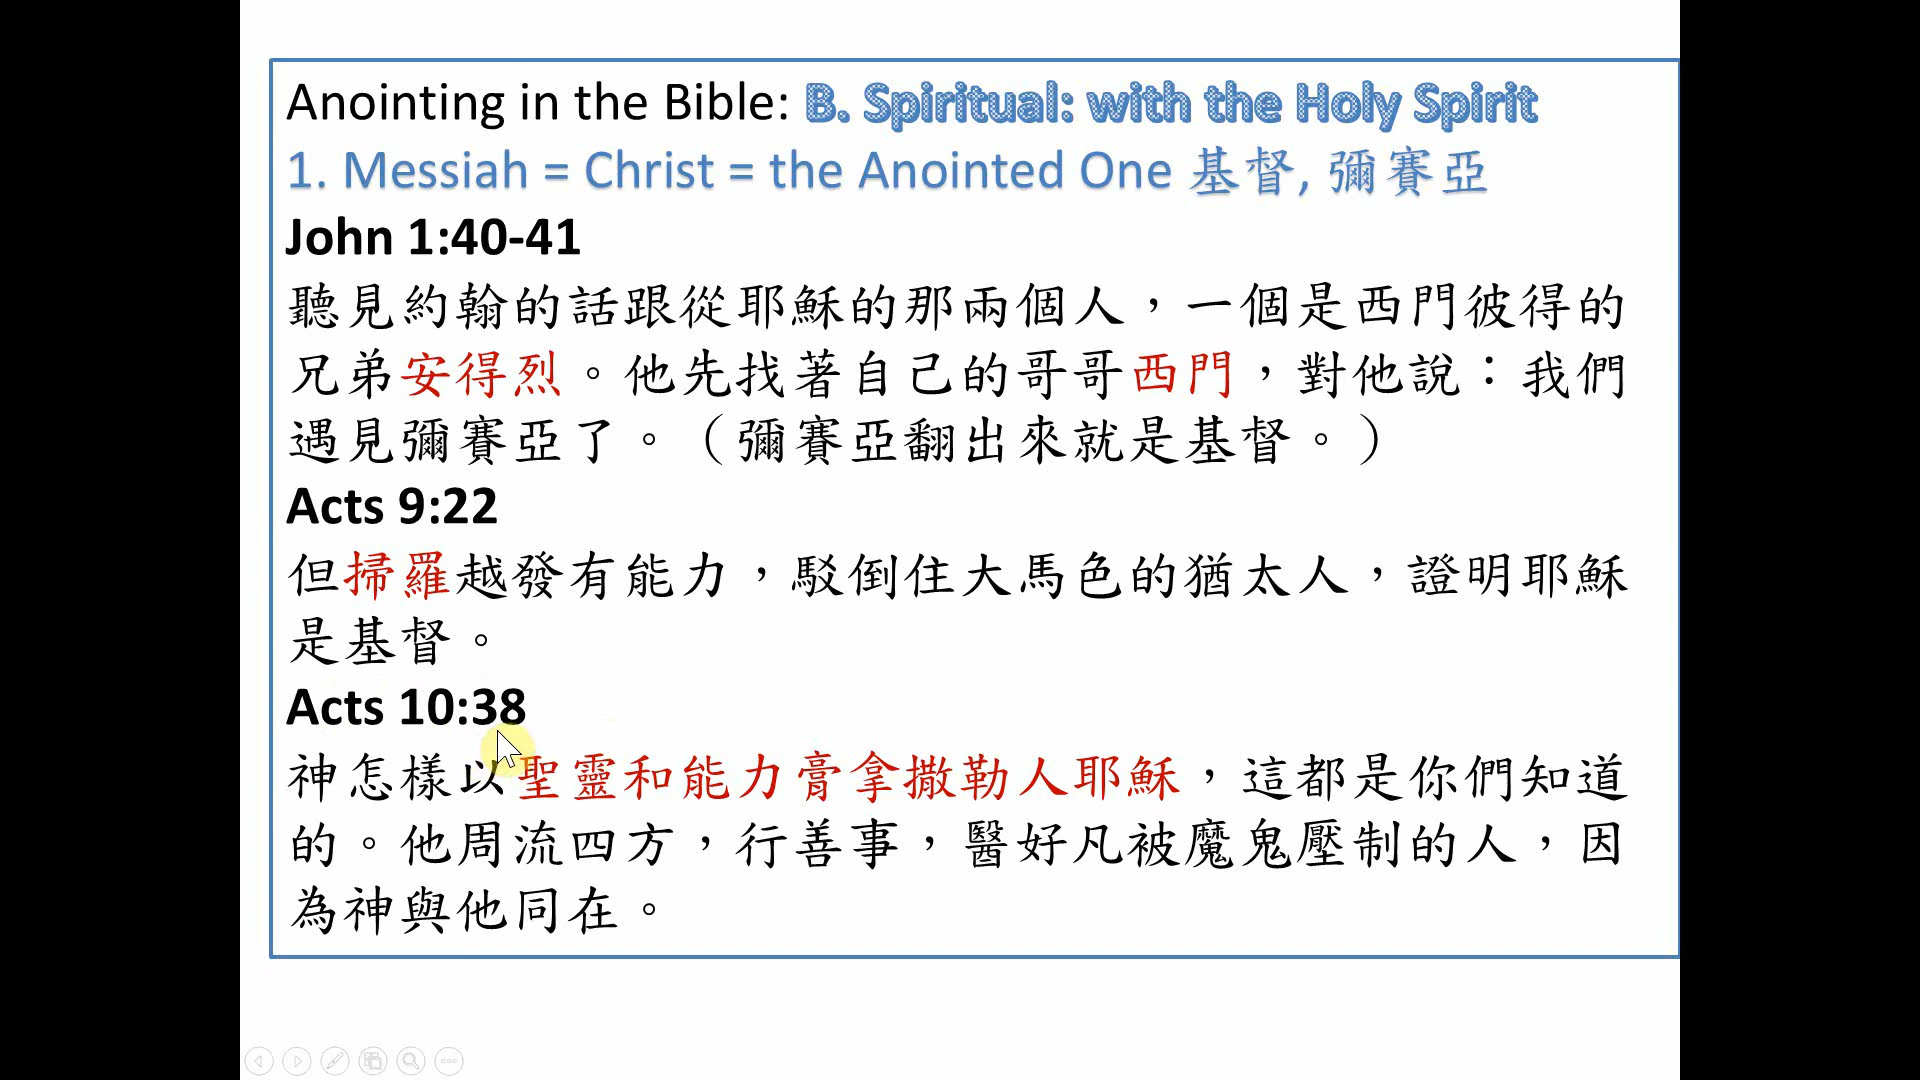 Anointing in the Bible: B. Spiritual: with the Holy Spirit
1. Messiah = Christ = the Anointed One 基督, 彌賽亞
John 1:40-41
聽見約翰的話跟從耶穌的那兩個人，一個是西門彼得的
兄弟安得烈。他先找著自己的哥哥西門，對他說：我們
遇見彌賽亞了。（彌賽亞翻出來就是基督。）
Acts 9:22
但掃羅越發有能力，駁倒住大馬色的猶太人，證明耶穌
是基督。
Acts 10:38
神怎樣以聖靈和能力膏拿撒勒人耶穌，這都是你們知道
的。他周流四方，行善事，醫好凡被魔鬼壓制的人，因
為神與他同在。